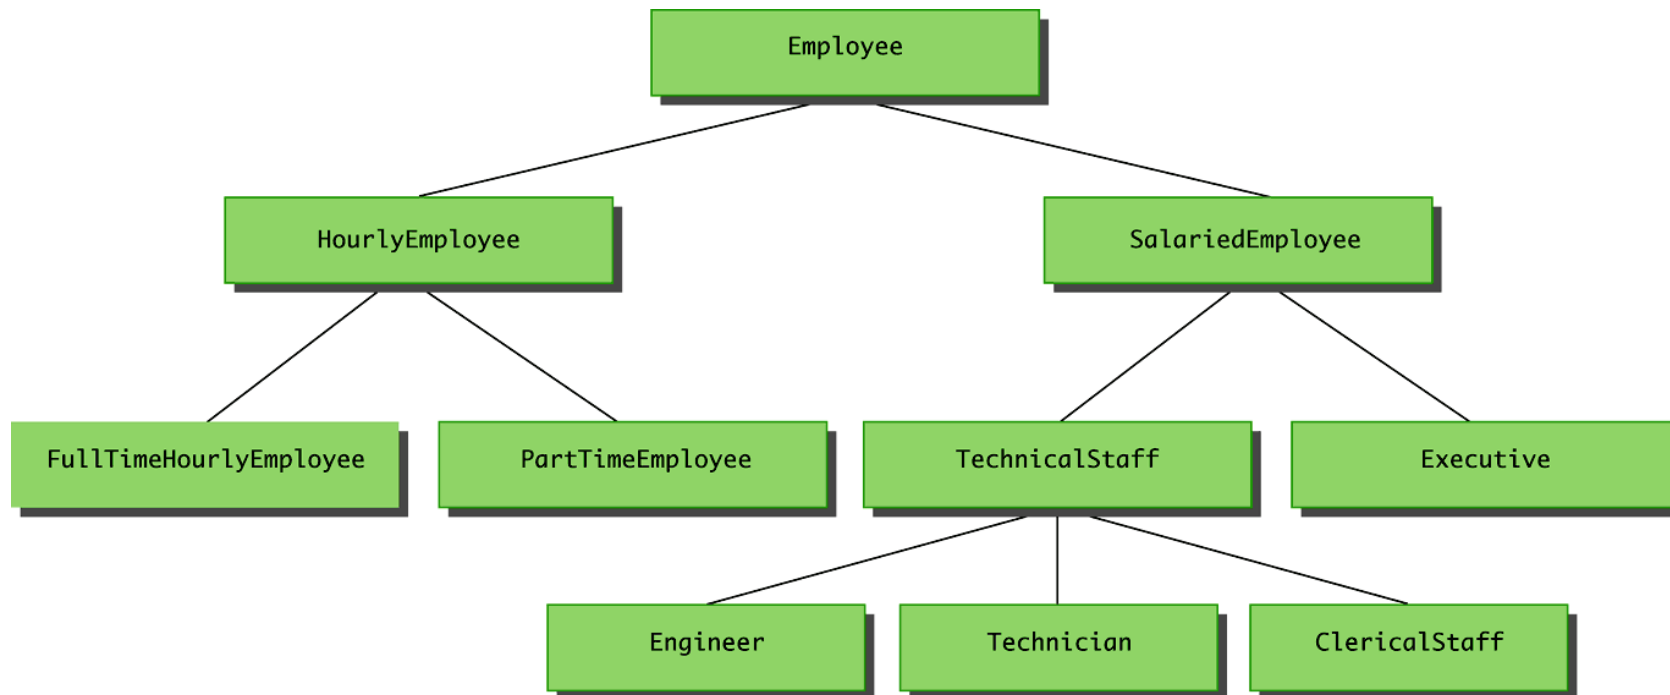 Employee
HourlyEmployee
SalariedEmployee
FullTimeHourlyEmployee
PartTimeEmployee
TechnicalStaff
Executive
Engineer
Technician
ClericalStaff